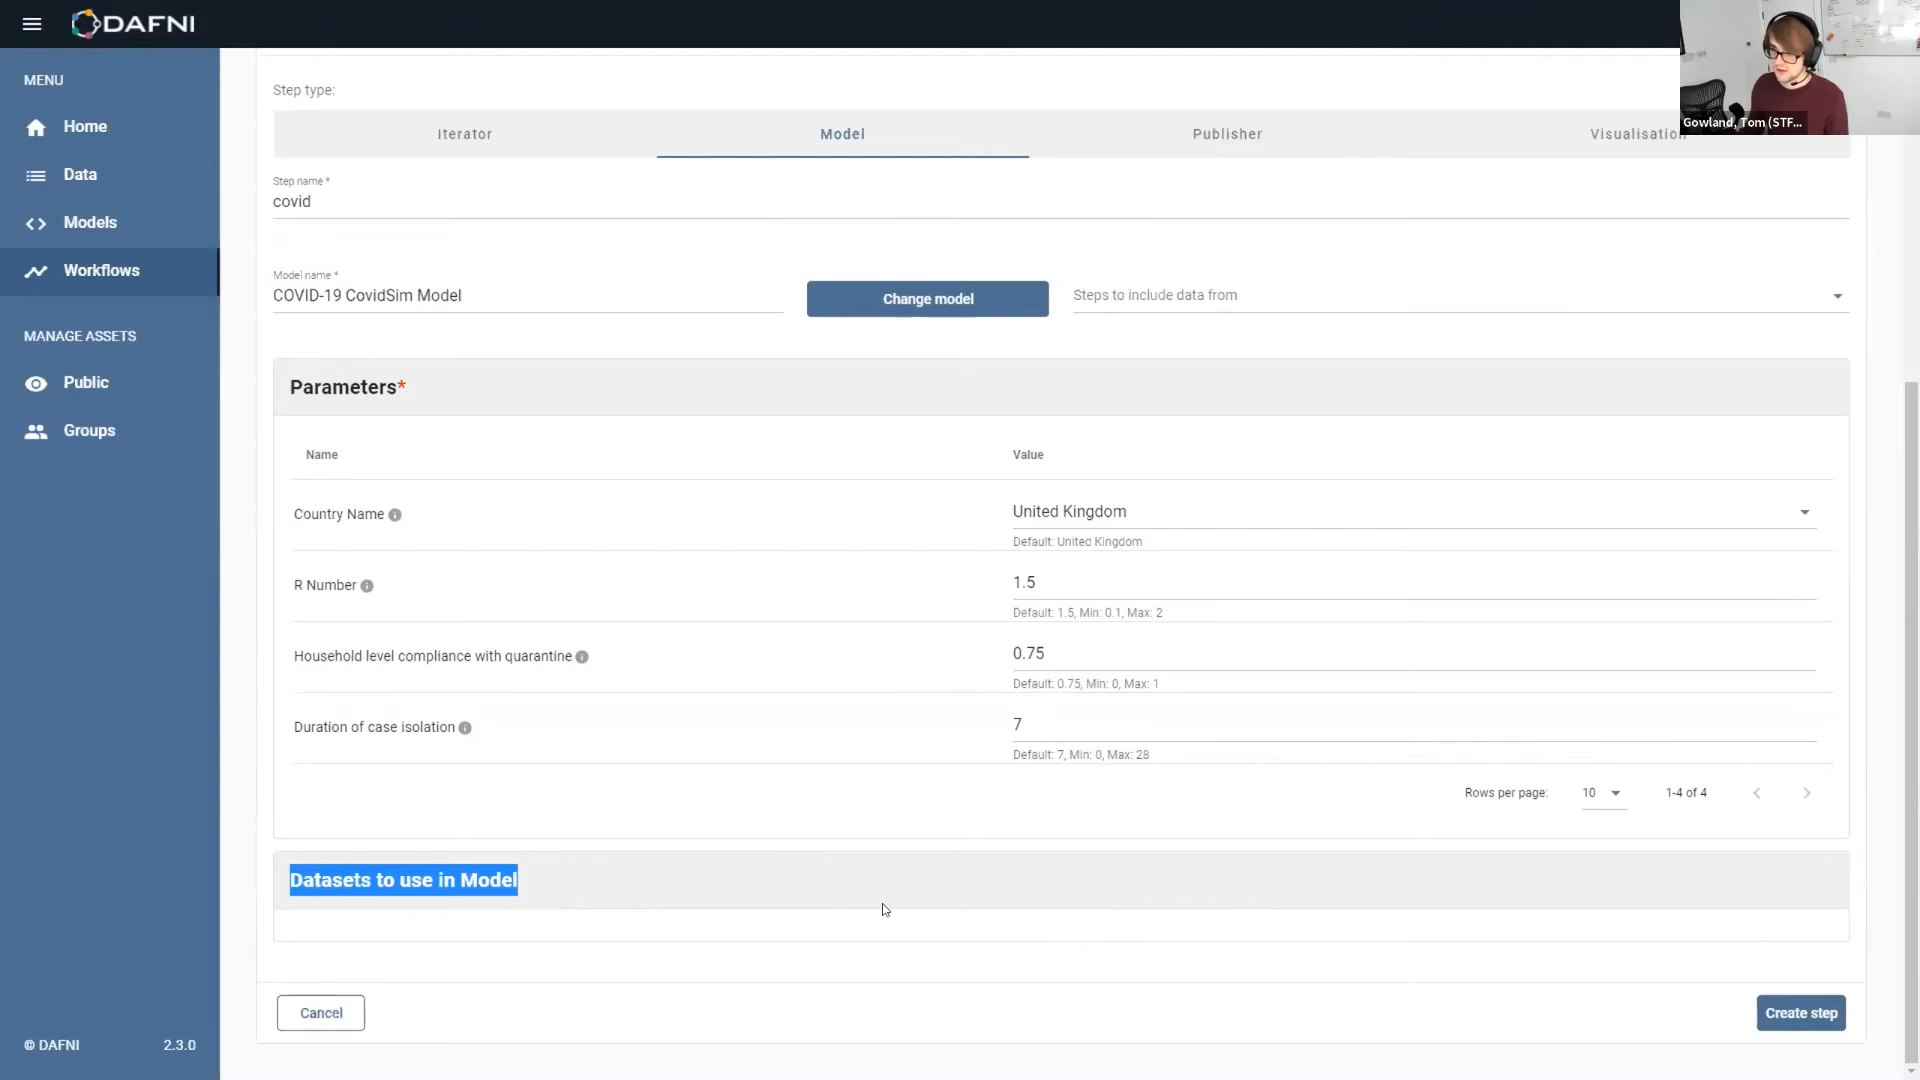 DAFNI
MENU
Home
Data
Models
Workflows
MANAGE ASSETS
Public
Groups
© DAFNI 2.3.0
Step type:
Iterator Model Publisher Visualisation
Gowland, Tom (STF...
Step name *
covid
Model name *
COVID-19 CovidSim Model
Change model
Steps to include data from
Parameters*
Name Value
Country Name United Kingdom
Default: United Kingdom
R Number 1.5
Default: 1.5, Min: 0.1, Max: 2
Household level compliance with quarantine 0.75
Default: 0.75, Min: 0, Max: 1
Duration of case isolation 7
Default: 7, Min: 0, Max: 28
Rows per page: 10 1-4 of 4
Datasets to use in Model
Cancel Create step